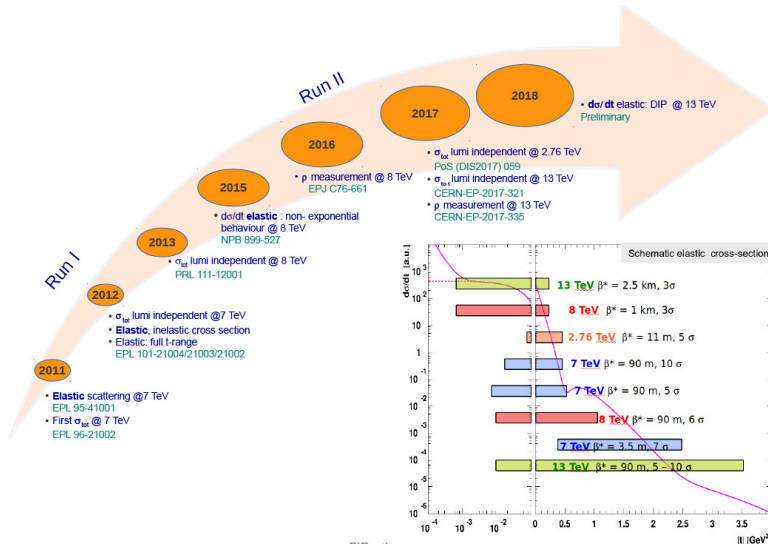 Run I
Run II
2011
• Elastic scattering @7 TeV
EPL 95-41001
• First σtot @ 7 TeV
EPL 96-21002
2012
• σtot lumi independent @7 TeV
• Elastic, inelastic cross section
• Elastic: full t-range
EPL 101-21004/21003/21002
2013
• σtot lumi independent @ 8 TeV
PRL 111-12001
2015
• dσ/dt elastic : non- exponential
behaviour @ 8 TeV
NPB 899-527
2016
• ρ measurement @ 8 TeV
EPJ C76-661
2017
• σtot lumi independent @ 2.76 TeV
PoS (DIS2017) 059
• σtot lumi independent @ 13 TeV
CERN-EP-2017-321
• ρ measurement @ 13 TeV
CERN-EP-2017-335
2018
• dσ/dt elastic: DIP @ 13 TeV
Preliminary
Schematic elastic cross-section
dσ/dt [a.u.]
10³
10²
10
1
10⁻¹
10⁻²
10⁻³
10⁻⁴
10⁻⁵
10⁻⁶
13 TeV β* = 2.5 km, 3σ
8 TeV β* = 1 km, 3σ
2.76 TeV β* = 11 m, 5 σ
7 TeV β* = 90 m, 10 σ
7 TeV β* = 90 m, 5 σ
8 TeV β* = 90 m, 6 σ
7 TeV β* = 3.5 m, 7 σ
13 TeV β* = 90 m, 5 – 10 σ
10⁻⁴ 10⁻³ 10⁻² 0 0.5 1 1.5 2 2.5 3 3.5
|t| [GeV²